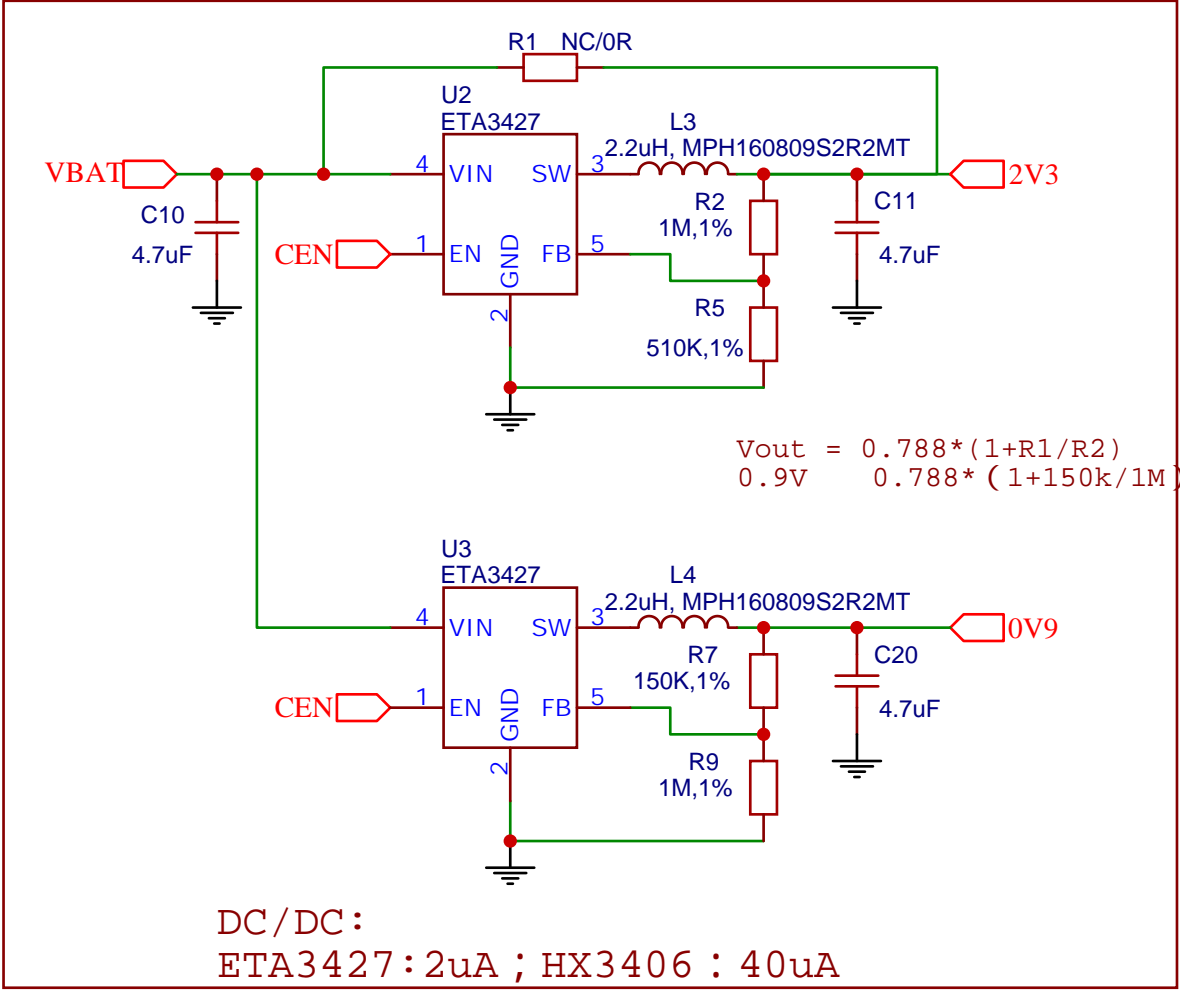 R1 NC/0R
U2
ETA3427
L3
2.2uH, MPH160809S2R2MT
VBAT
4 VIN SW 3
2V3
C10
4.7uF
R2
1M,1%
C11
4.7uF
CEN
1 EN GND FB 5
2
R5
510K,1%
Vout = 0.788*(1+R1/R2)
0.9V 0.788*(1+150k/1M)
U3
ETA3427
L4
2.2uH, MPH160809S2R2MT
4 VIN SW 3
0V9
R7
150K,1%
C20
4.7uF
CEN
1 EN GND FB 5
2
R9
1M,1%
DC/DC:
ETA3427:2uA;HX3406:40uA